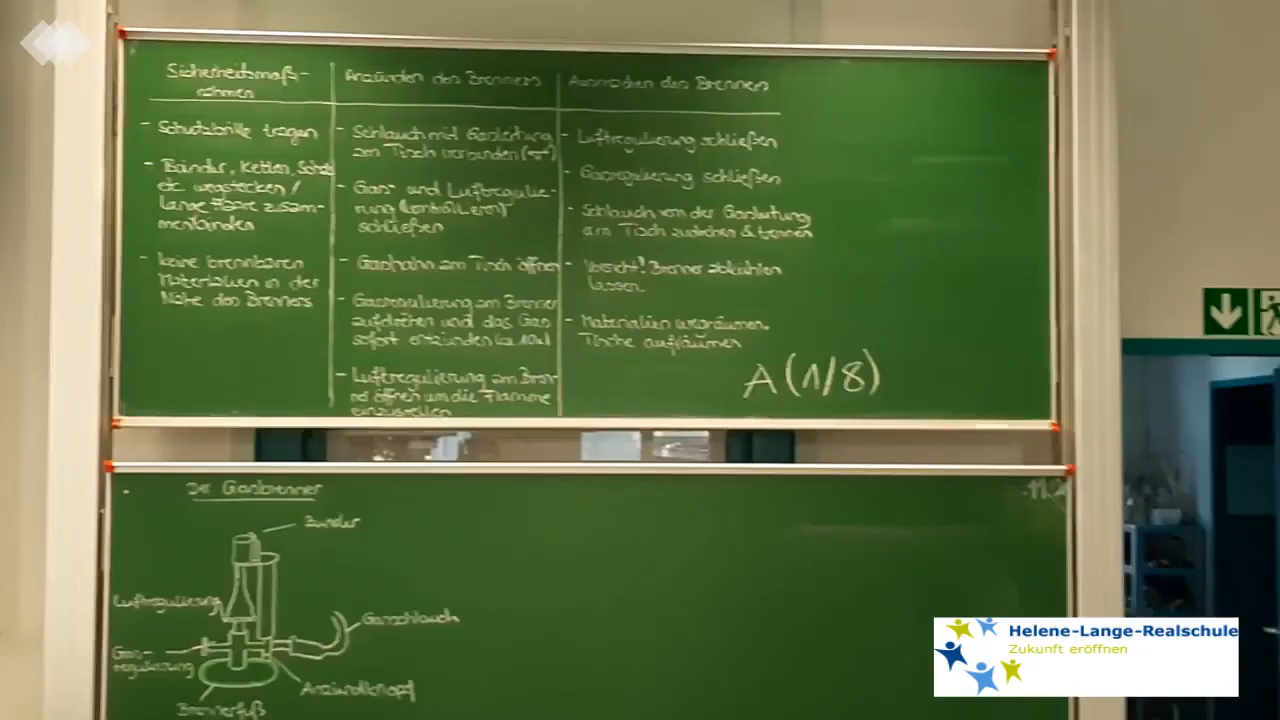 Sicherheitsmaß-
nahmen
- Schutzbrille tragen
- Bänder, Ketten, Schals
etc. wegstecken /
lange Haare zusam-
menbinden
- keine brennbaren
Materialien in der
Nähe des Brenners
Anzünden des Brenners
- Schlauch mit Gasleitung
am Tisch verbinden
- Gas- und Luftregulie-
rung (kontrollieren)
schließen
- Gashahn am Tisch öffnen
- Gasregulierung am Brenner
aufdrehen und das Gas
sofort entzünden
- Luftregulierung am Bren-
öffnen um die Flamme
einzustellen
Ausmachen des Brenners
- Luftregulierung schließen
- Gasregulierung schließen
- Schlauch von der Gasleitung
am Tisch zudrehen & trennen
- Vorsicht! Brenner abkühlen
lassen.
- Materialien wegräumen.
Tische aufräumen
A (1/8)
Der Gasbrenner
Zünder
Luftregulierung
Gasschlauch
Gas-
regulierung
Brennerfuß
Helene-Lange-Realschule
Zukunft eröffnen